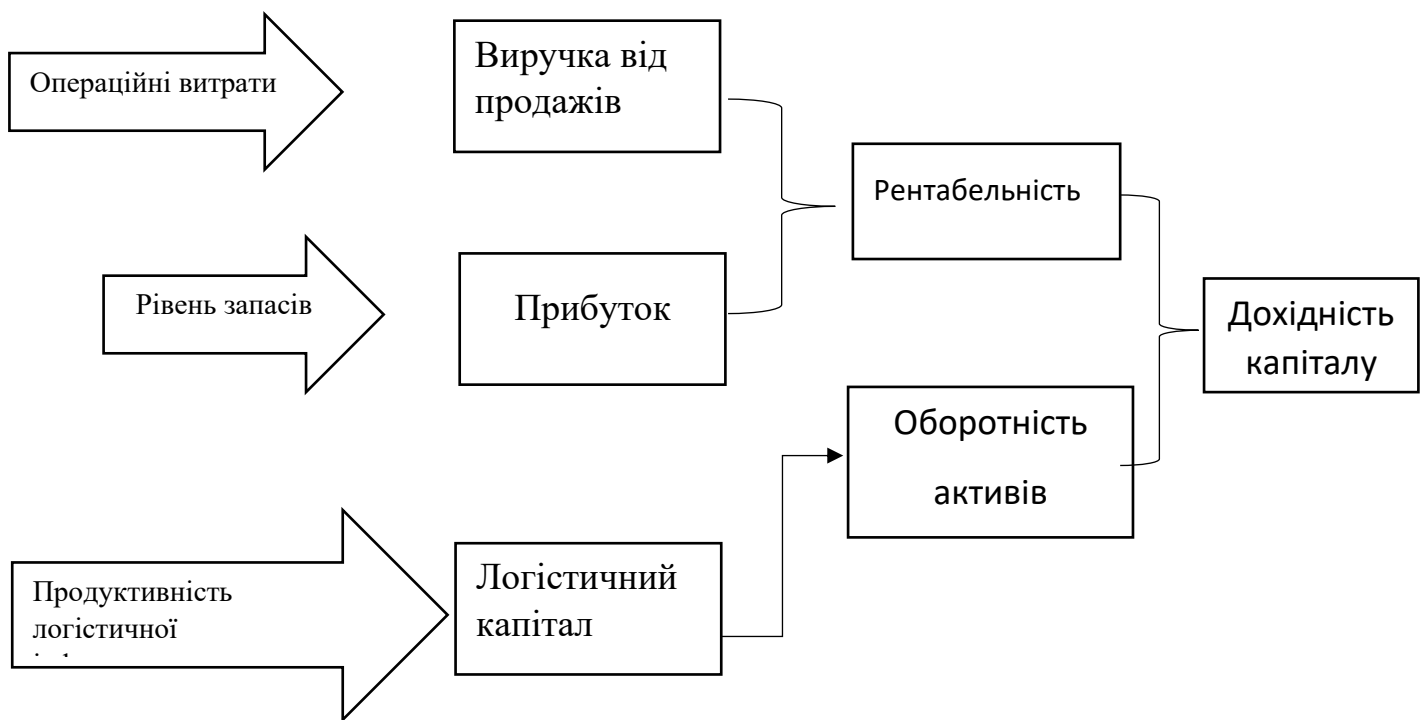 Операційні витрати
Виручка від
продажів
Рентабельність
Рівень запасів
Прибуток
Дохідність
капіталу
Оборотність
активів
Продуктивність
логістичної
Логістичний
капітал